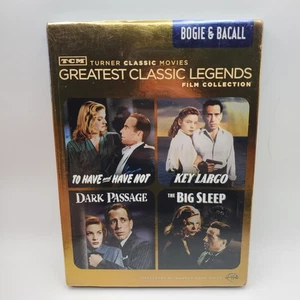 BOGIE & BACALL
TCM TURNER CLASSIC MOVIES
GREATEST CLASSIC LEGENDS
FILM COLLECTION
TO HAVE AND HAVE NOT
KEY LARGO
DARK PASSAGE
THE BIG SLEEP